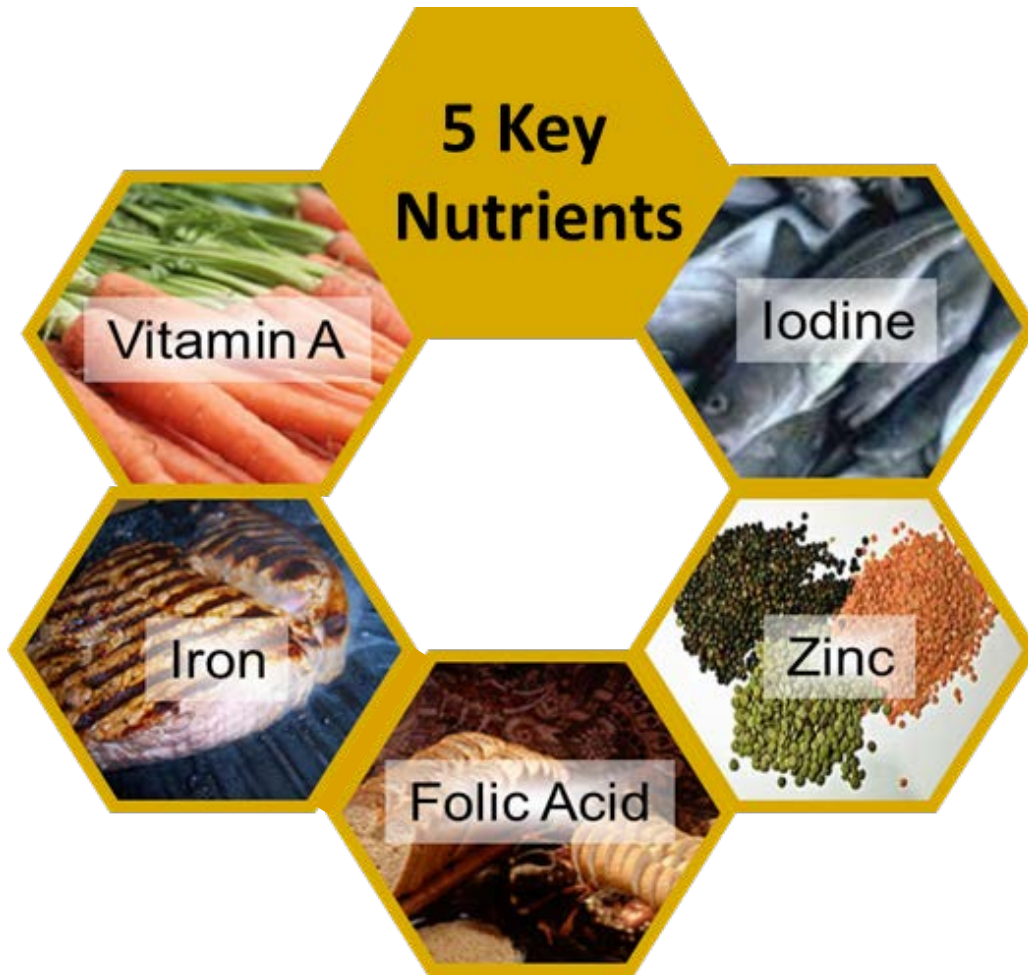 5 Key
Nutrients
Vitamin A
Iodine
Iron
Zinc
Folic Acid